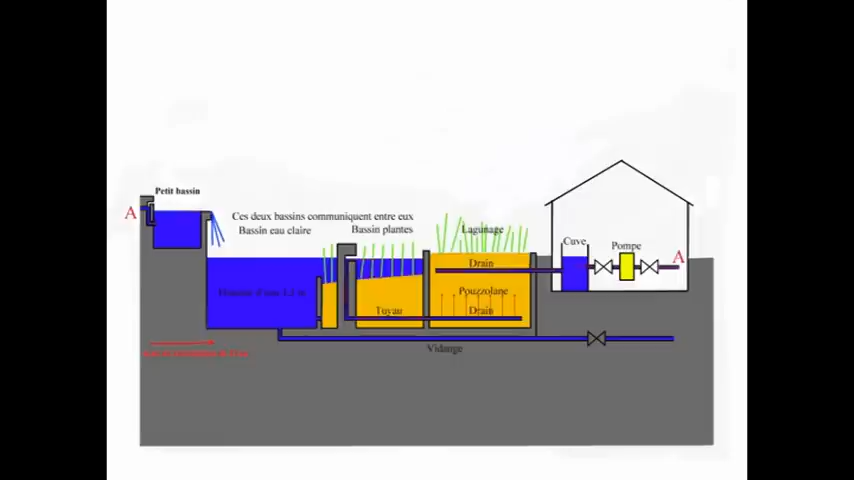 Petit bassin
A
Ces deux bassins communiquent entre eux
Bassin eau claire
Bassin plantes
Lagunage
Cuve
Pompe
A
Drain
Pouzzolane
Tuyau
Drain
Vidange